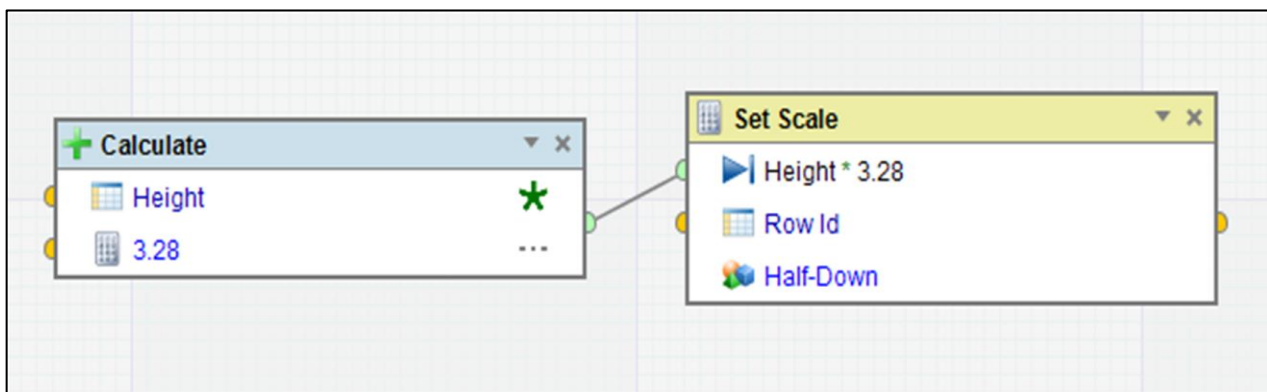 Calculate
Height *
3.28 ...
Set Scale
Height * 3.28
Row Id
Half-Down